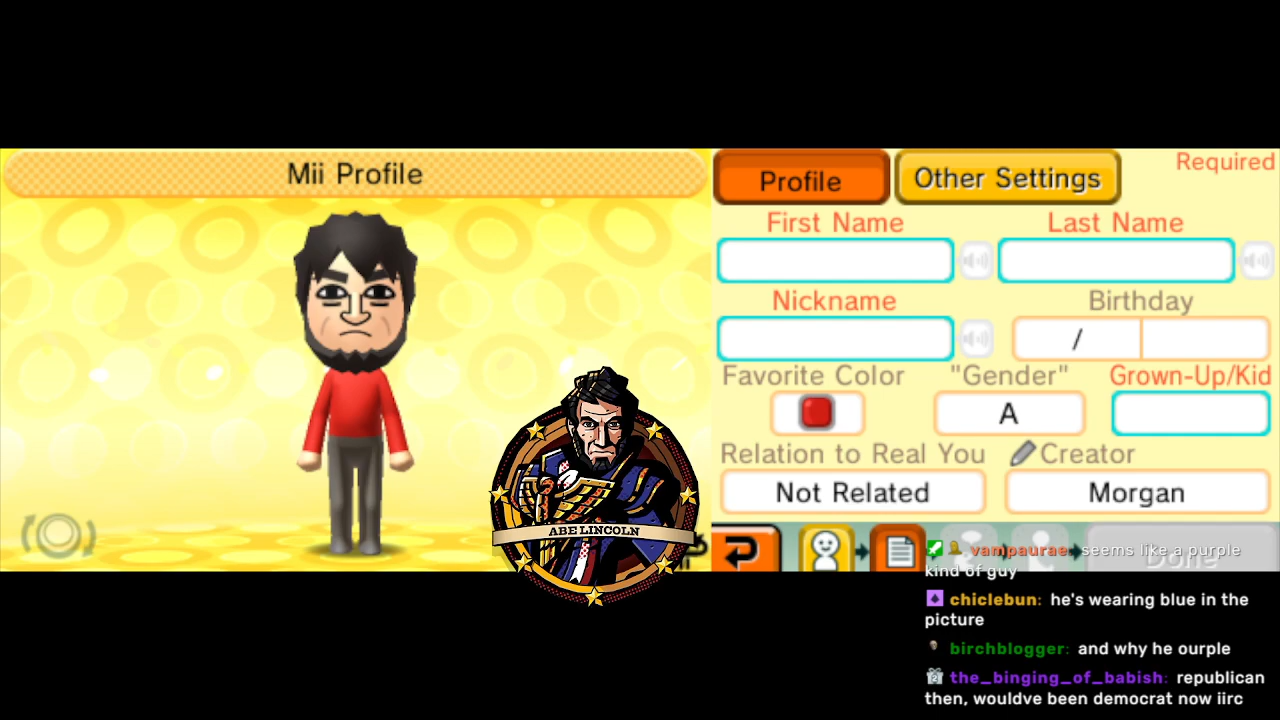 Mii Profile
Profile
Other Settings
Required
First Name
Last Name
Nickname
Birthday
/
Favorite Color
"Gender"
Grown-Up/Kid
A
Relation to Real You
Creator
Not Related
Morgan
ABE LINCOLN
Done
vampaurae: seems like a purple
kind of guy
chiclebun: he's wearing blue in the
picture
birchblogger: and why he ourple
the_binging_of_babish: republican
then, wouldve been democrat now iirc